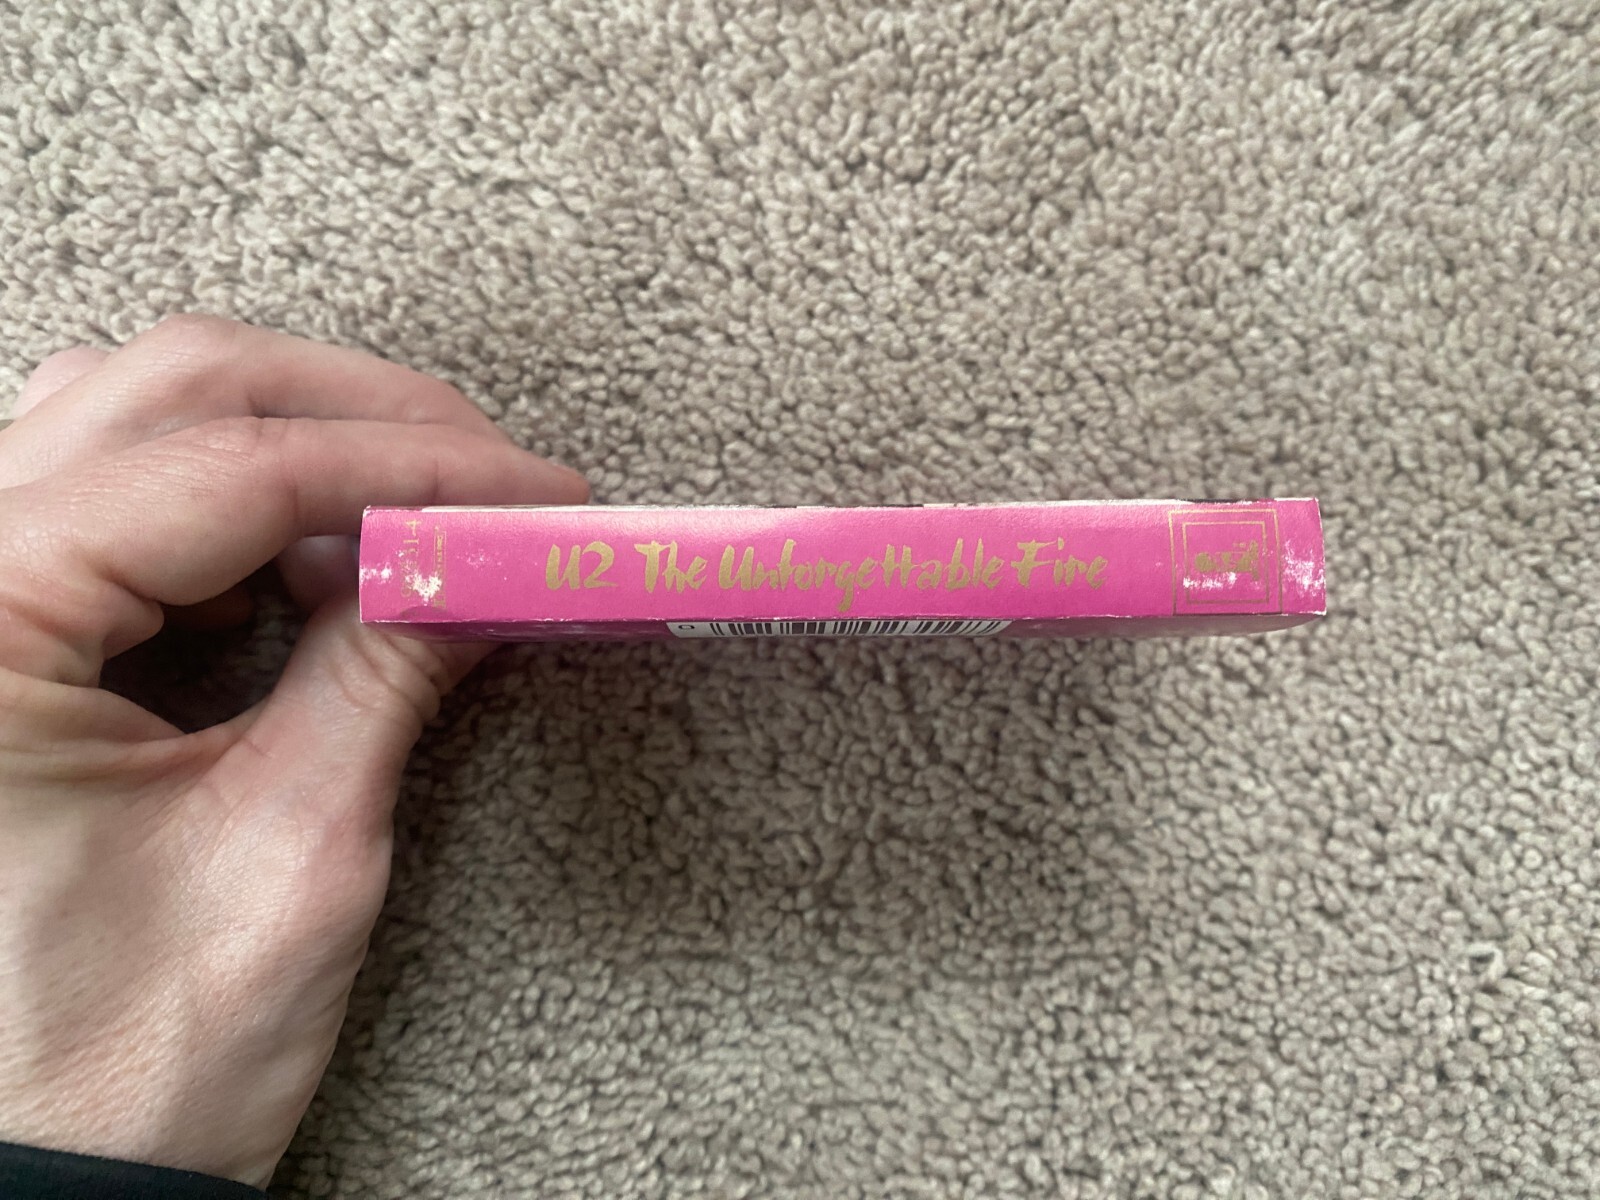 U2 The Unforgettable Fire